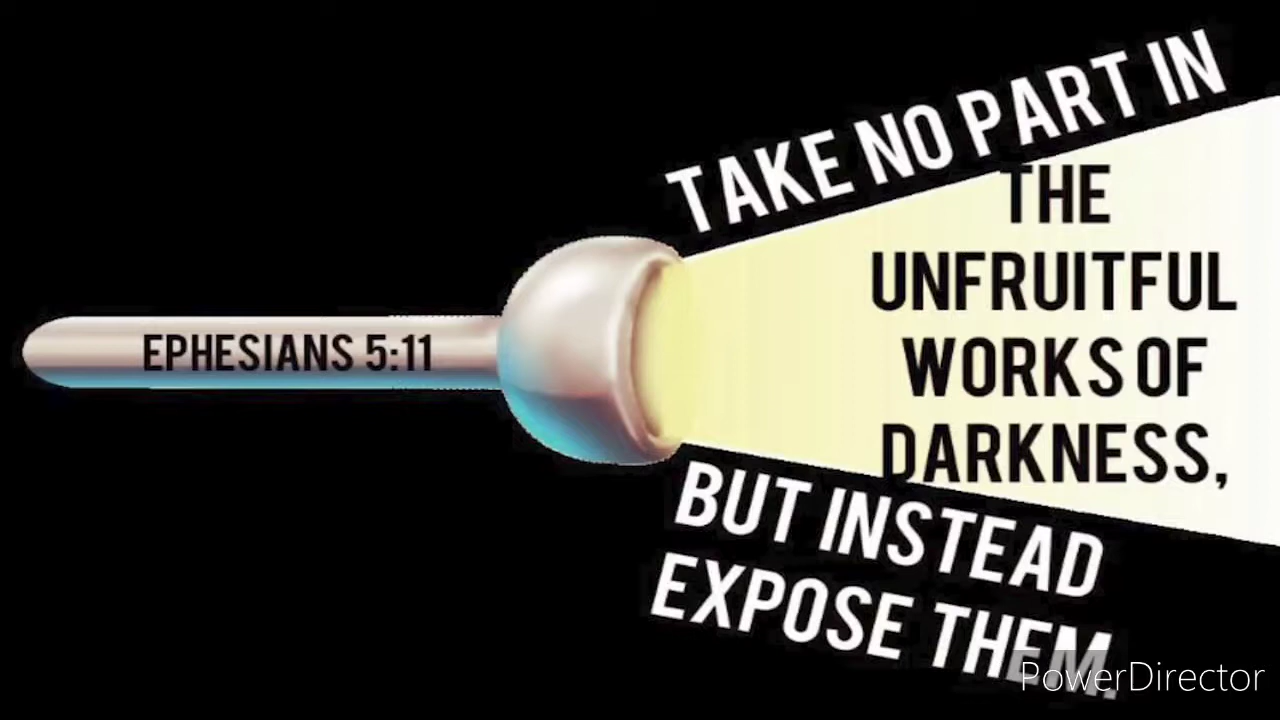 TAKE NO PART IN
THE
UNFRUITFUL
WORKS OF
DARKNESS,
BUT INSTEAD
EXPOSE THEM.
EPHESIANS 5:11
PowerDirector